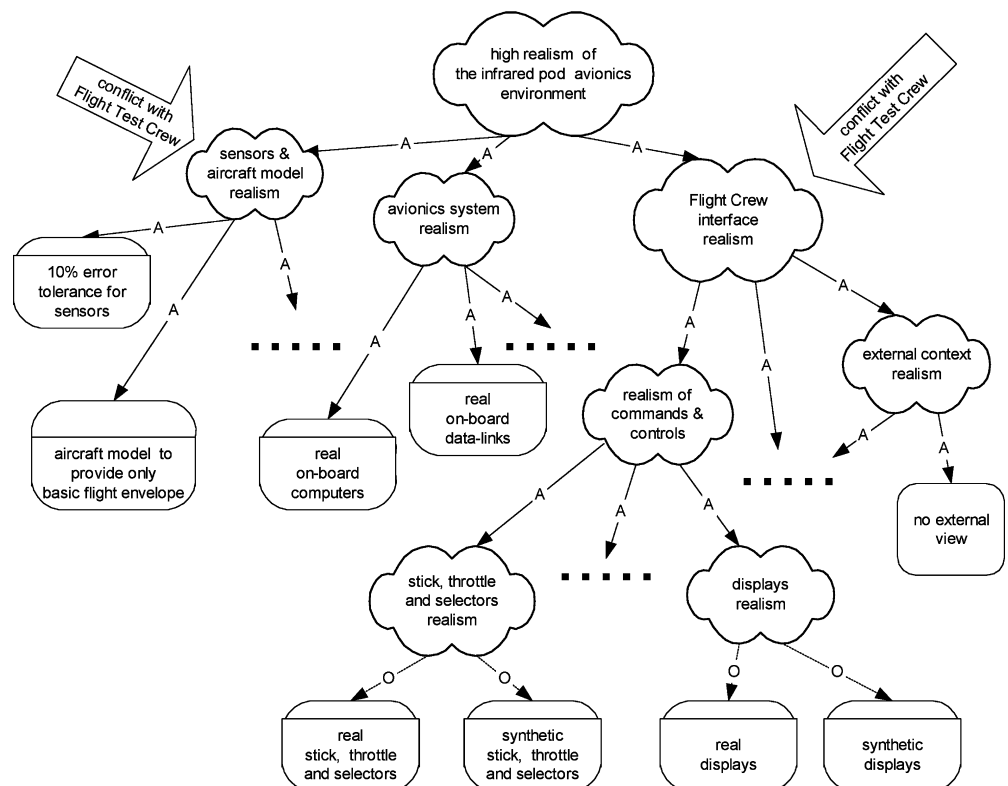 high realism of
the infrared pod avionics
environment
conflict with
Flight Test Crew
conflict with
Flight Test Crew
A
A
A
sensors &
aircraft model
realism
avionics system
realism
Flight Crew
interface
realism
A
A
A
A
A
A
A
A
A
10% error
tolerance for
sensors
external context
realism
real
on-board
data-links
realism of
commands &
controls
A
A
aircraft model to
provide only
basic flight envelope
real
on-board
computers
A
A
A
no external
view
stick, throttle
and selectors
realism
displays
realism
O
O
O
O
real
stick, throttle
and selectors
synthetic
stick, throttle
and selectors
real
displays
synthetic
displays